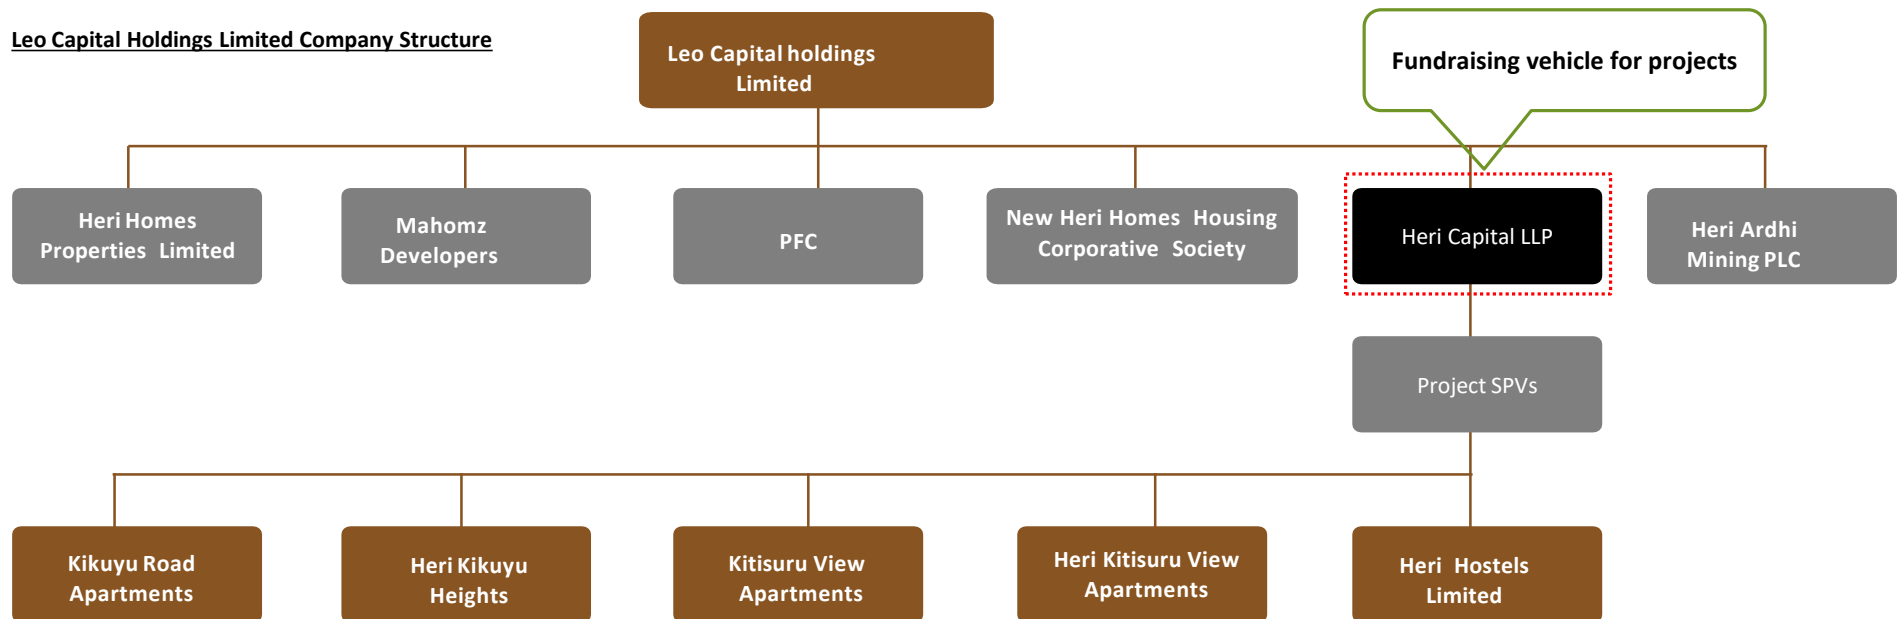 Leo Capital Holdings Limited Company Structure
Leo Capital holdings
Limited
Fundraising vehicle for projects
Heri Homes
Properties Limited
Mahomz
Developers
PFC
New Heri Homes Housing
Corporative Society
Heri Capital LLP
Heri Ardhi
Mining PLC
Project SPVs
Kikuyu Road
Apartments
Heri Kikuyu
Heights
Kitisuru View
Apartments
Heri Kitisuru View
Apartments
Heri Hostels
Limited